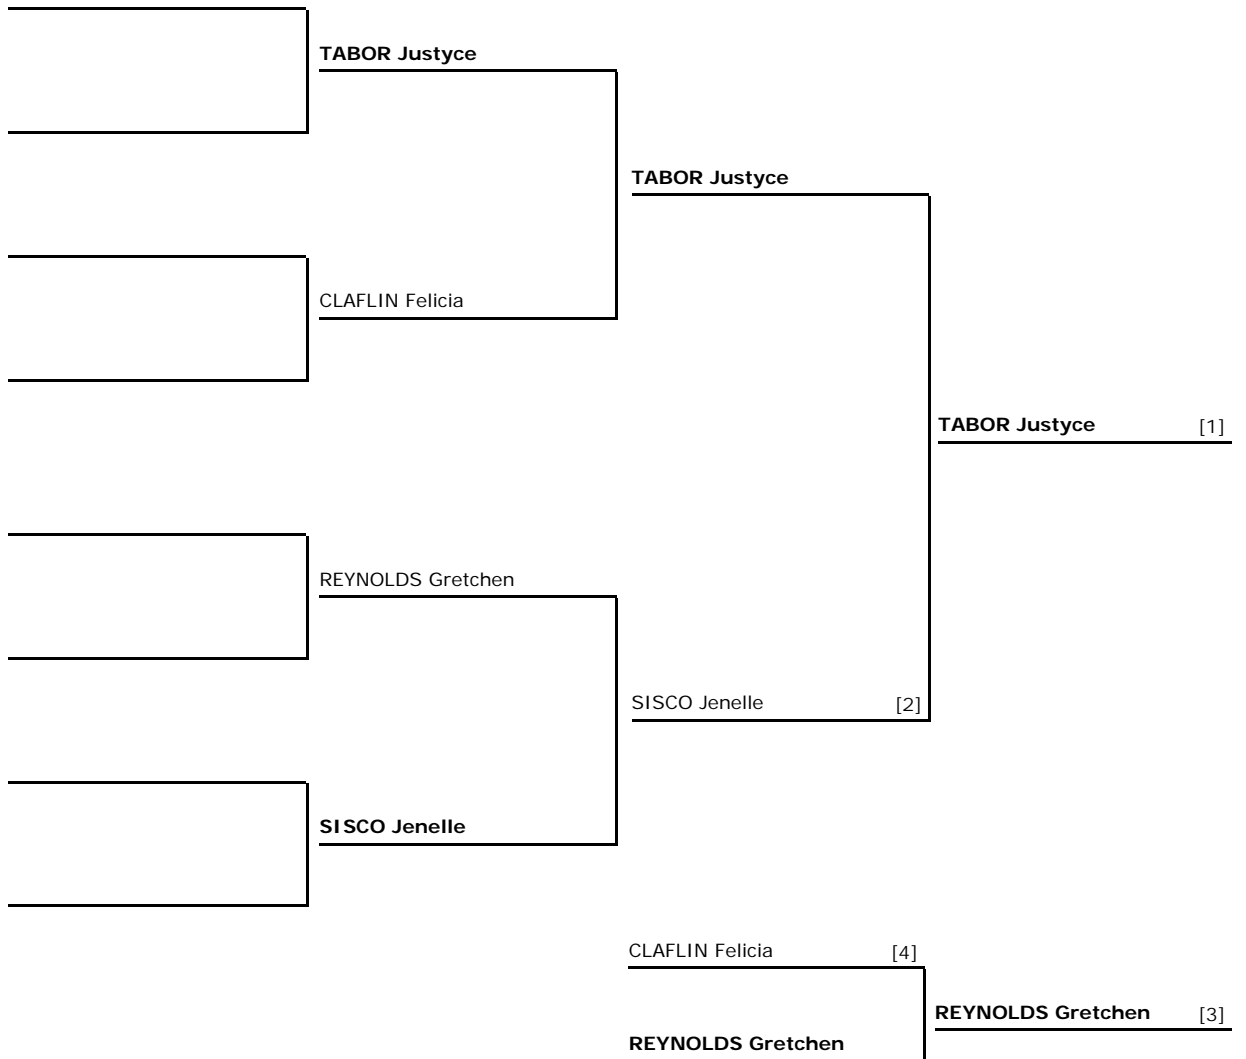 TABOR Justyce
TABOR Justyce
CLAFLIN Felicia
TABOR Justyce [1]
REYNOLDS Gretchen
SISCO Jenelle [2]
SISCO Jenelle
CLAFLIN Felicia [4]
REYNOLDS Gretchen [3]
REYNOLDS Gretchen